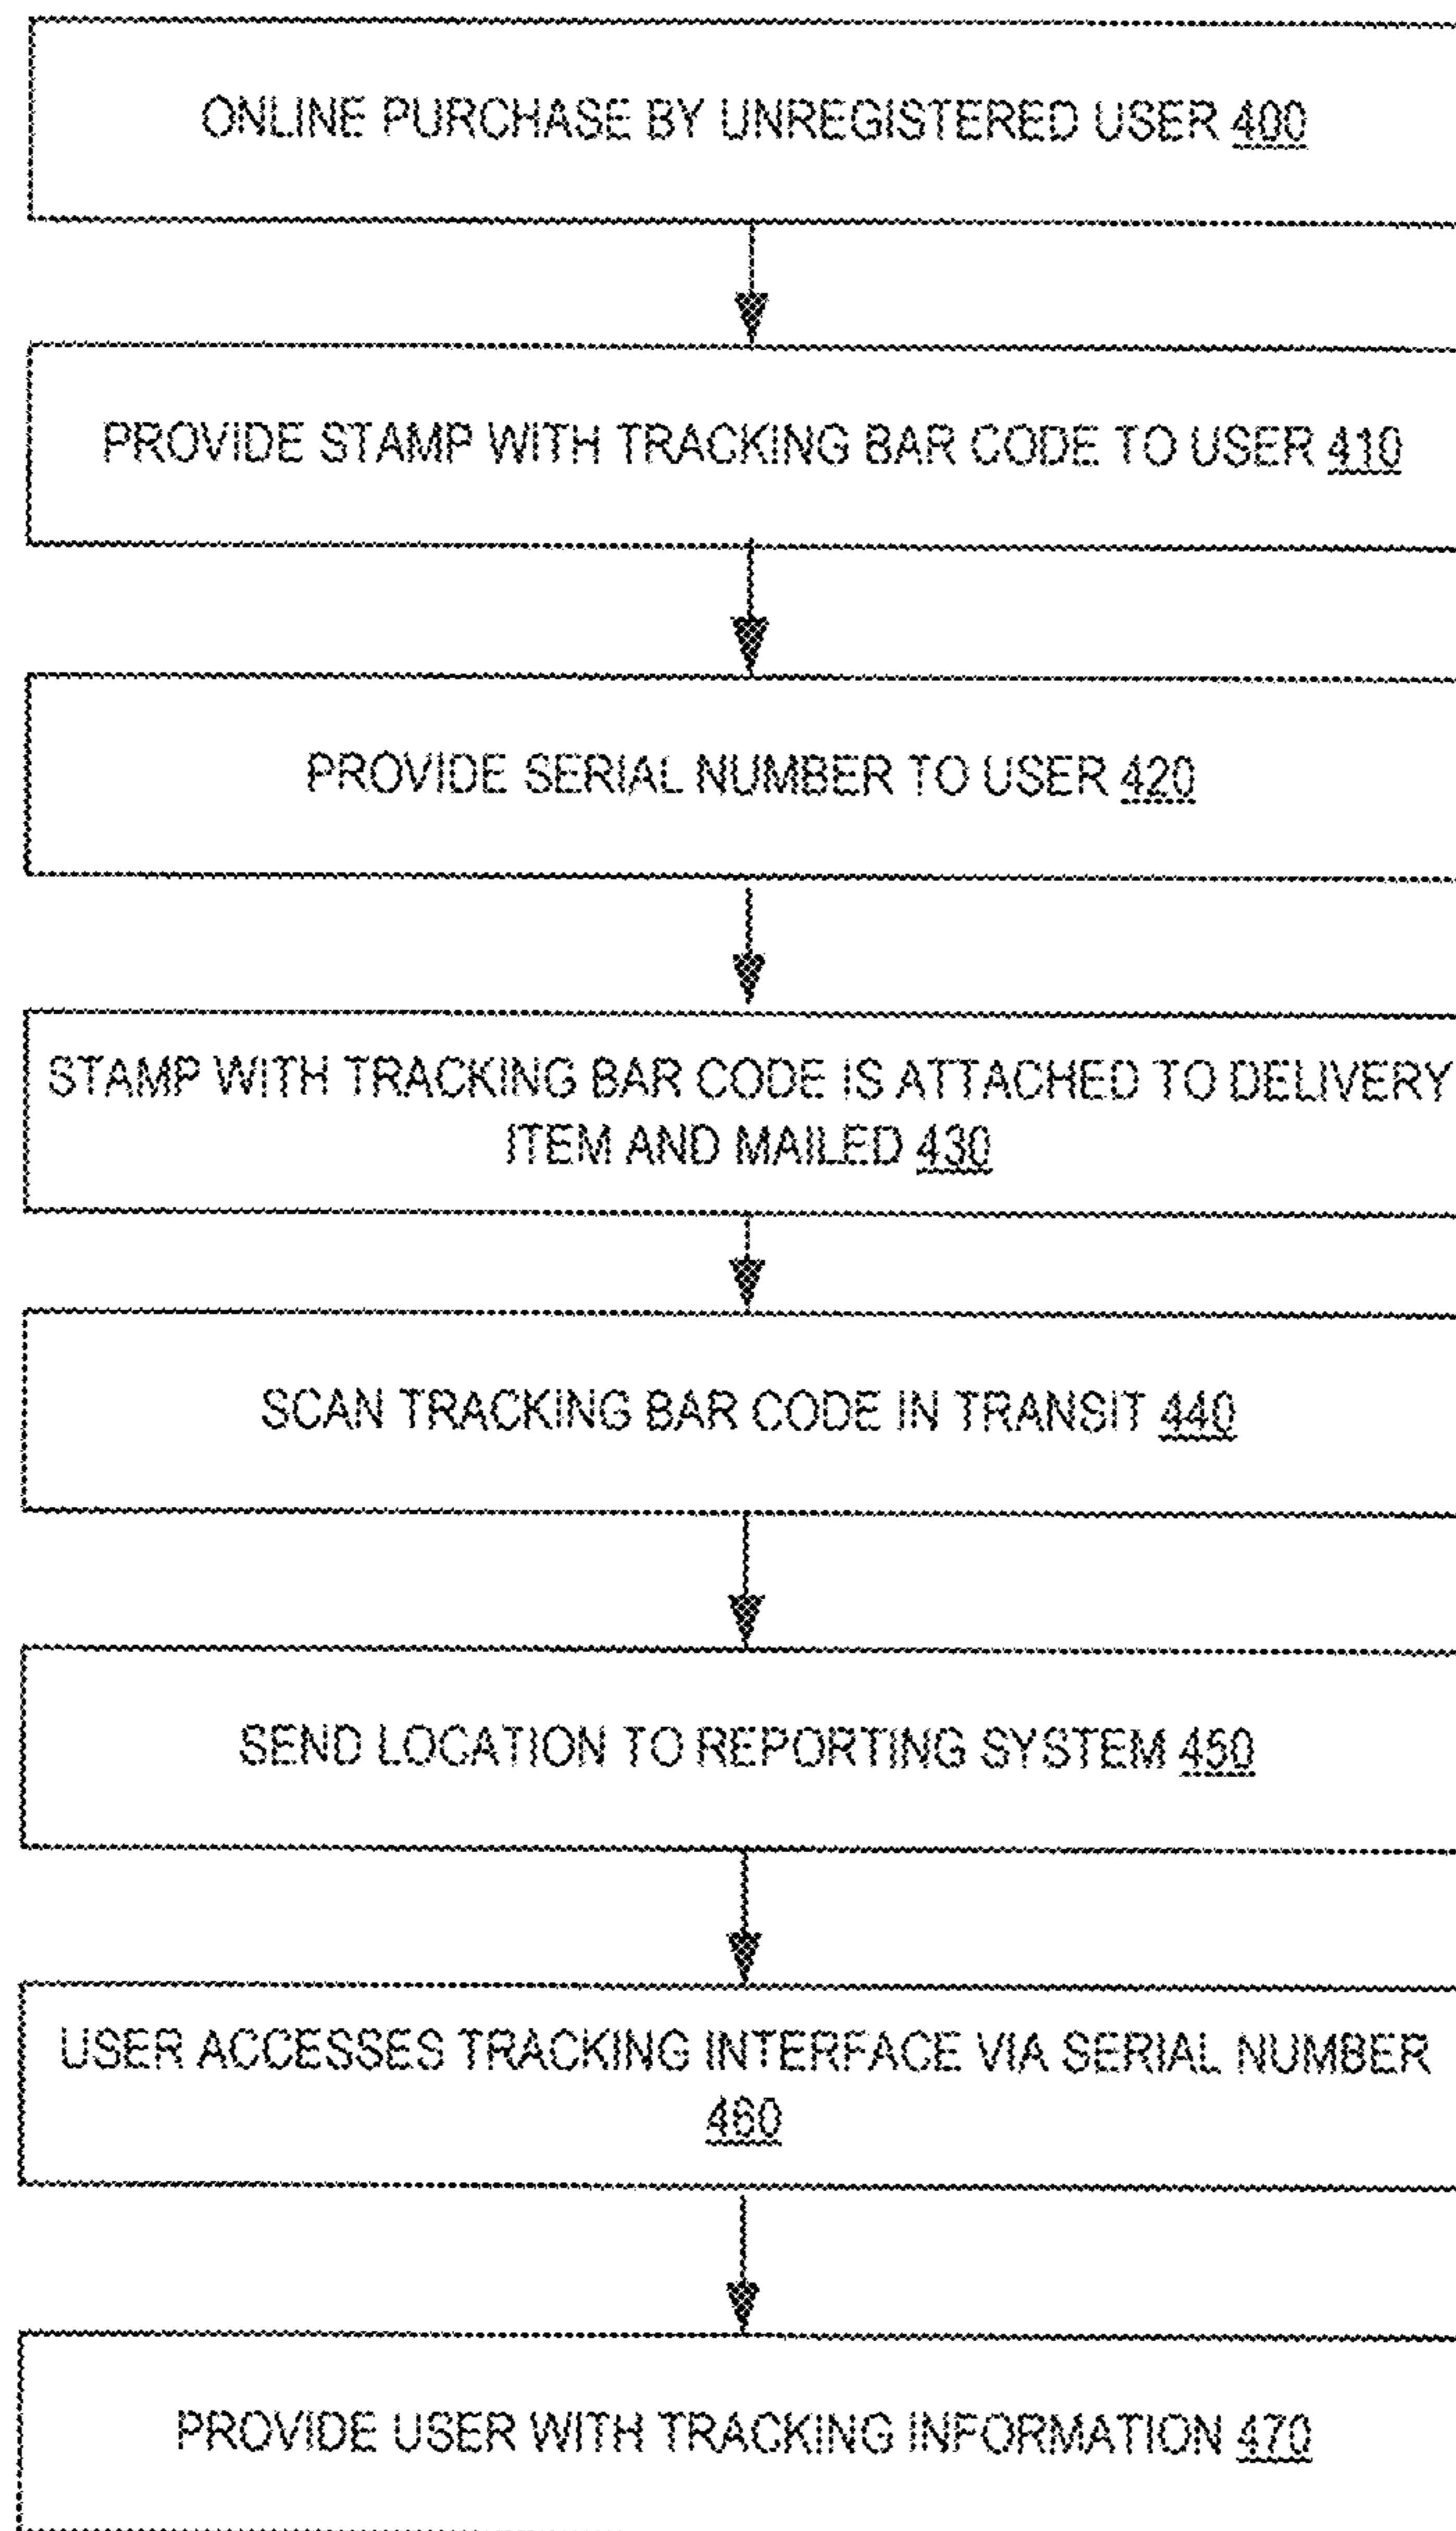 ONLINE PURCHASE BY UNREGISTERED USER 400
PROVIDE STAMP WITH TRACKING BAR CODE TO USER 410
PROVIDE SERIAL NUMBER TO USER 420
STAMP WITH TRACKING BAR CODE IS ATTACHED TO DELIVERY
ITEM AND MAILED 430
SCAN TRACKING BAR CODE IN TRANSIT 440
SEND LOCATION TO REPORTING SYSTEM 450
USER ACCESSES TRACKING INTERFACE VIA SERIAL NUMBER
460
PROVIDE USER WITH TRACKING INFORMATION 470